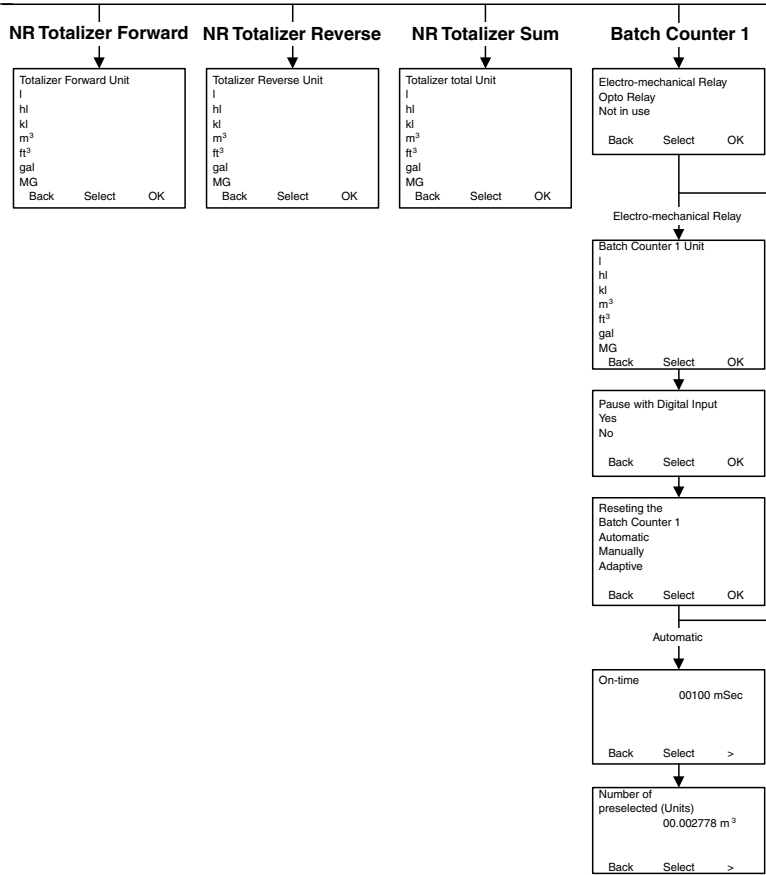 NR Totalizer Forward
Totalizer Forward Unit
l
hl
kl
m³
ft³
gal
MG
Back Select OK
NR Totalizer Reverse
Totalizer Reverse Unit
l
hl
kl
m³
ft³
gal
MG
Back Select OK
NR Totalizer Sum
Totalizer total Unit
l
hl
kl
m³
ft³
gal
MG
Back Select OK
Batch Counter 1
Electro-mechanical Relay
Opto Relay
Not in use
Back Select OK
Electro-mechanical Relay
Batch Counter 1 Unit
l
hl
kl
m³
ft³
gal
MG
Back Select OK
Pause with Digital Input
Yes
No
Back Select OK
Reseting the
Batch Counter 1
Automatic
Manually
Adaptive
Back Select OK
Automatic
On-time
00100 mSec
Back Select >
Number of
preselected (Units)
00.002778 m³
Back Select >